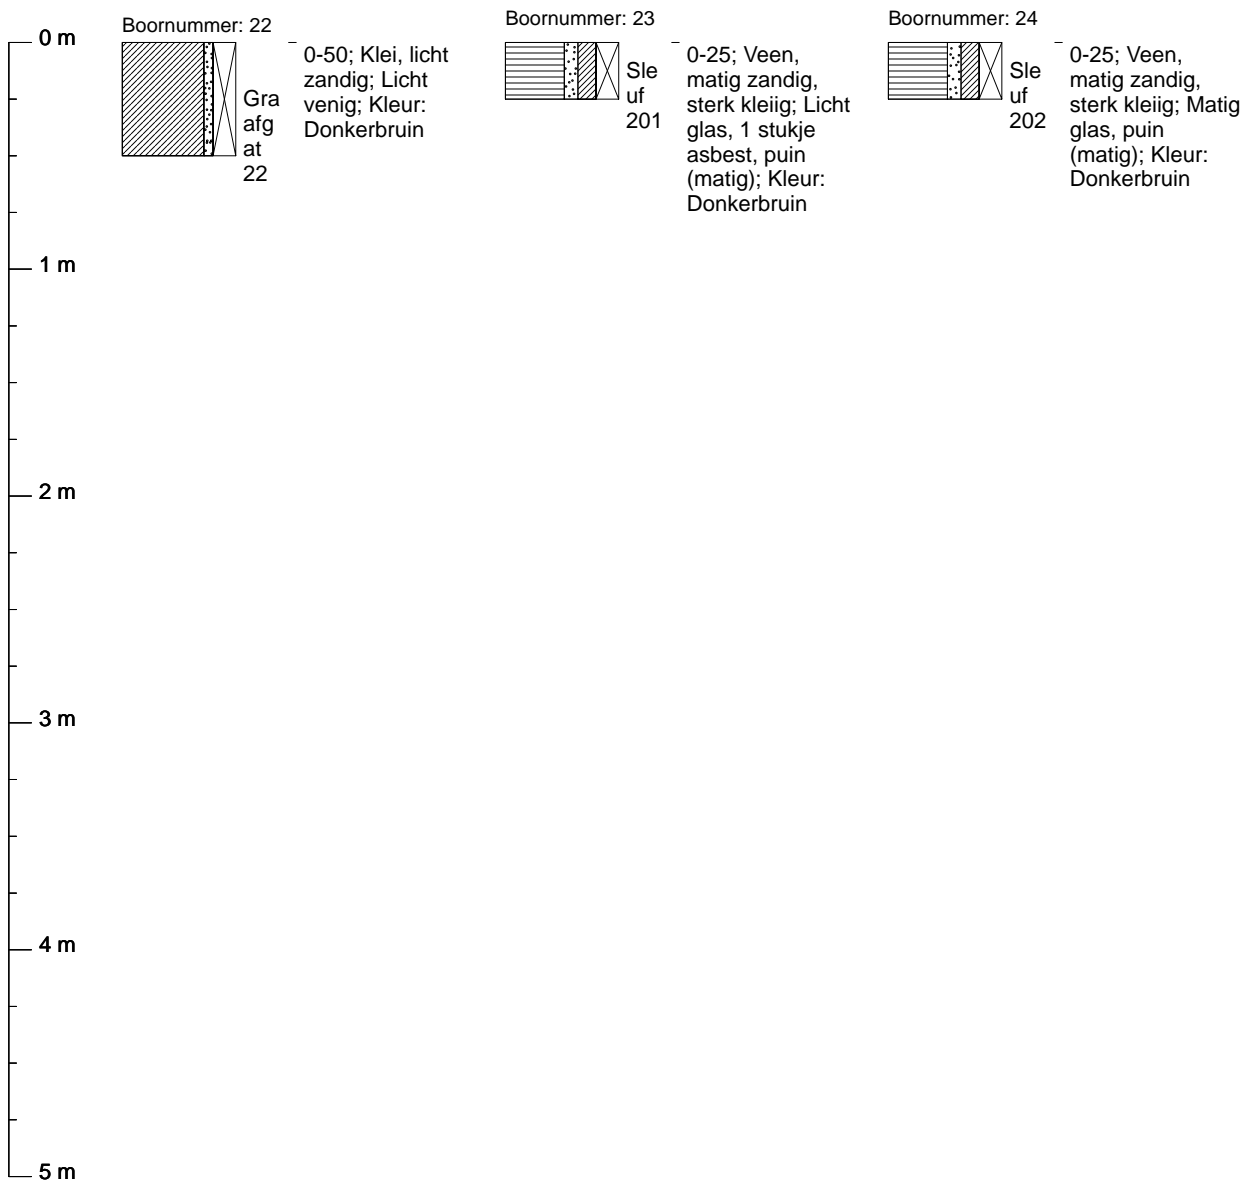 Boornummer: 22
Gra
afg
at
22
0-50; Klei, licht
zandig; Licht
venig; Kleur:
Donkerbruin
Boornummer: 23
Sle
uf
201
0-25; Veen,
matig zandig,
sterk kleiig; Licht
glas, 1 stukje
asbest, puin
(matig); Kleur:
Donkerbruin
Boornummer: 24
Sle
uf
202
0-25; Veen,
matig zandig,
sterk kleiig; Matig
glas, puin
(matig); Kleur:
Donkerbruin
0 m
1 m
2 m
3 m
4 m
5 m